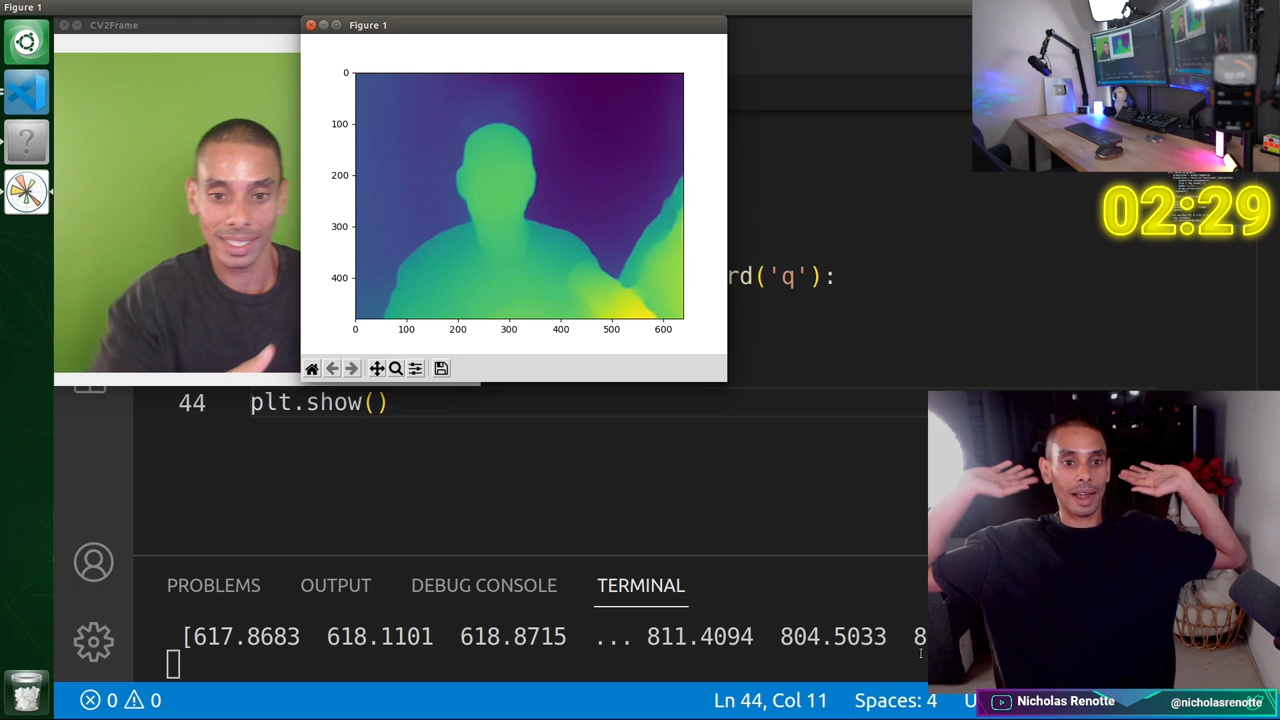 Figure 1
CV2Frame
Figure 1
0
100
200
300
400
0
100
200
300
400
500
600
02:29
rd('q'):
44 plt.show()
PROBLEMS OUTPUT DEBUG CONSOLE TERMINAL
[617.8683 618.1101 618.8715 ... 811.4094 804.5033 8
0 0 Ln 44, Col 11 Spaces: 4 U
Nicholas Renotte @nicholasrenotte